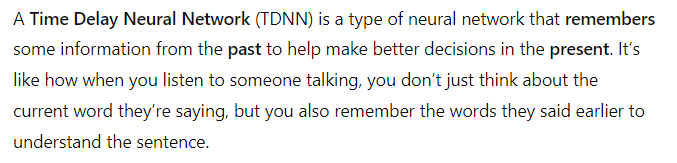 A Time Delay Neural Network (TDNN) is a type of neural network that remembers
some information from the past to help make better decisions in the present. It’s
like how when you listen to someone talking, you don’t just think about the
current word they’re saying, but you also remember the words they said earlier to
understand the sentence.